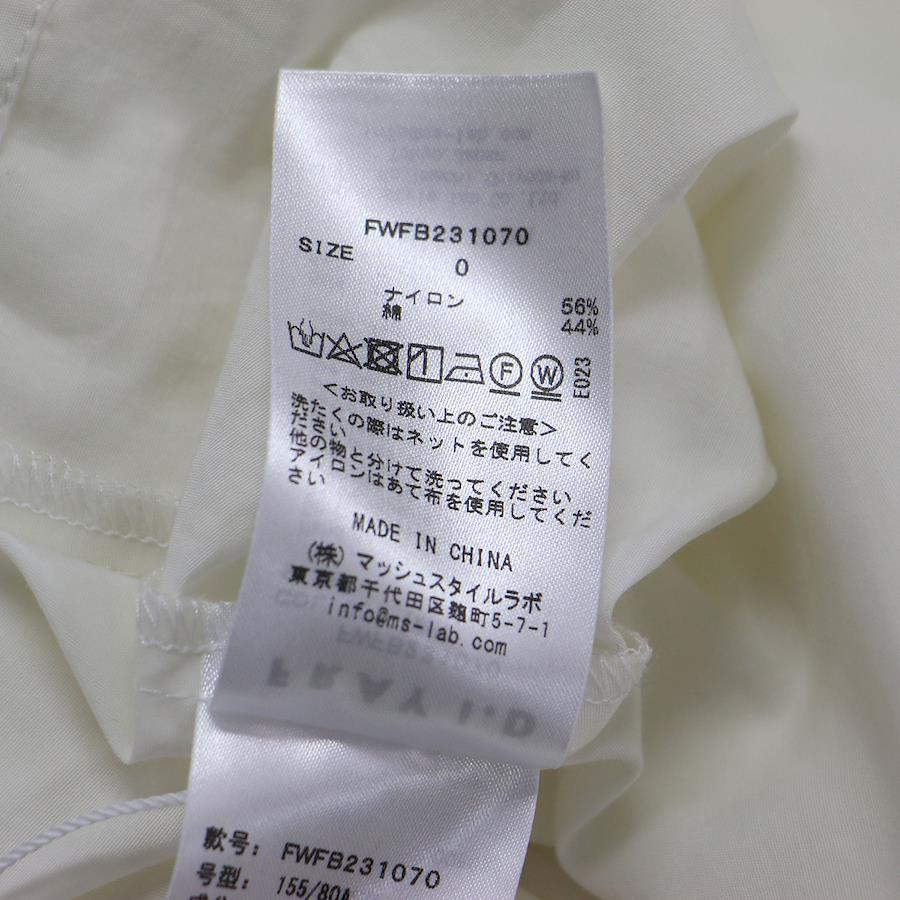 FWFB231070
SIZE 0
ナイロン 56%
綿 44%
F W E023
<お取り扱い上のご注意>
洗たくの際はネットを使用してく
ださい
他の物と分けて洗ってください
アイロンはあて布を使用してくだ
さい
MADE IN CHINA
(株) マッシュスタイルラボ
東京都千代田区麹町5-7-1
info@ms-lab.com
FRAY I·D
款号: FWFB231070
号型: 155/80A